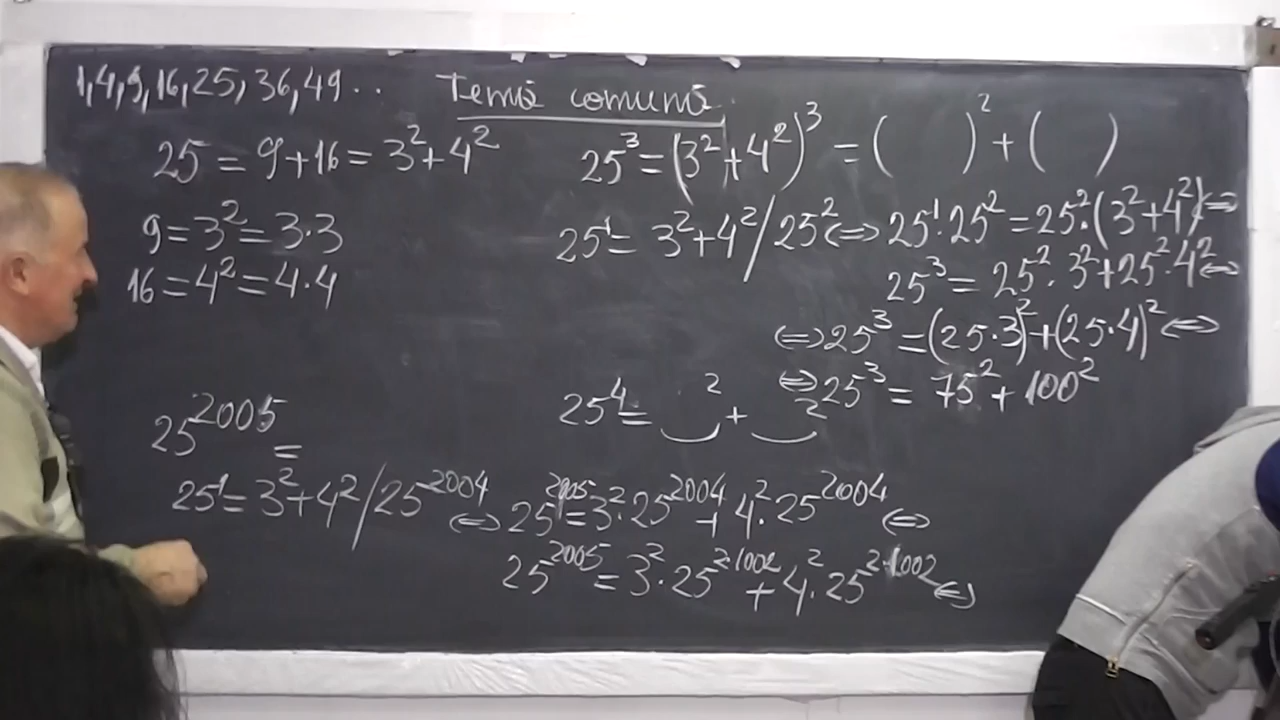 1,4,9,16,25,36,49..
Temă comună
25 = 9+16 = 3²+4²
9=3²=3·3
16=4²=4·4
25³=(3²+4²)³ = (   )² + (   )
25¹= 3²+4²/25² ⇔ 25¹·25²=25²·(3²+4²) ⇔
25³ = 25²·3²+25²·4² ⇔
⇔ 25³ = (25·3)²+(25·4)² ⇔
⇔ 25³ = 75²+100²
25⁴=   ²+   ²
25²⁰⁰⁵ =
25¹=3²+4²/25²⁰⁰⁴ ⇔ 25²⁰⁰⁵=3²·25²⁰⁰⁴+4²·25²⁰⁰⁴ ⇔
25²⁰⁰⁵=3²·25²·¹⁰⁰²+4²·25²·¹⁰⁰² ⇔